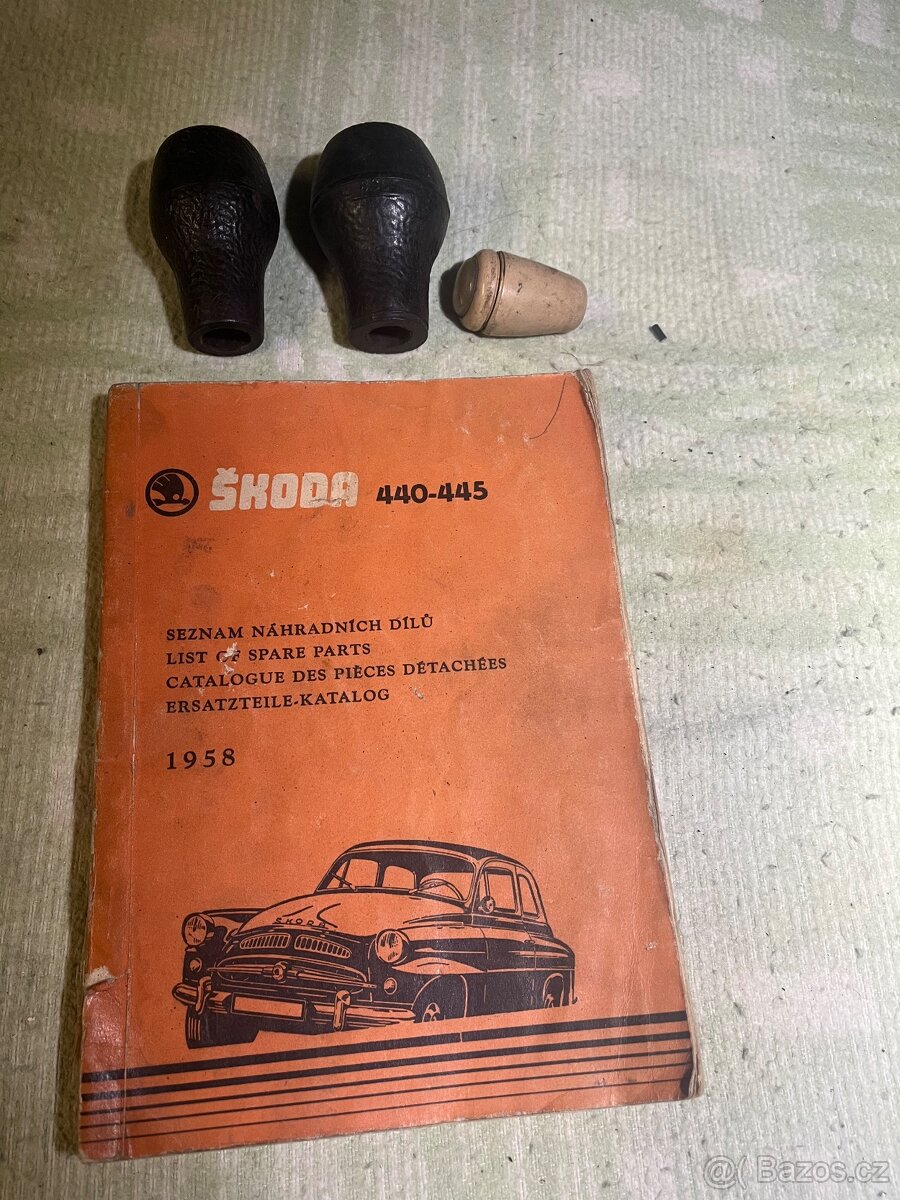 ŠKODA 440-445
SEZNAM NÁHRADNÍCH DÍLŮ
LIST OF SPARE PARTS
CATALOGUE DES PIÈCES DÉTACHÉES
ERSATZTEILE-KATALOG
1958
SKODA
@ Bazos.cz